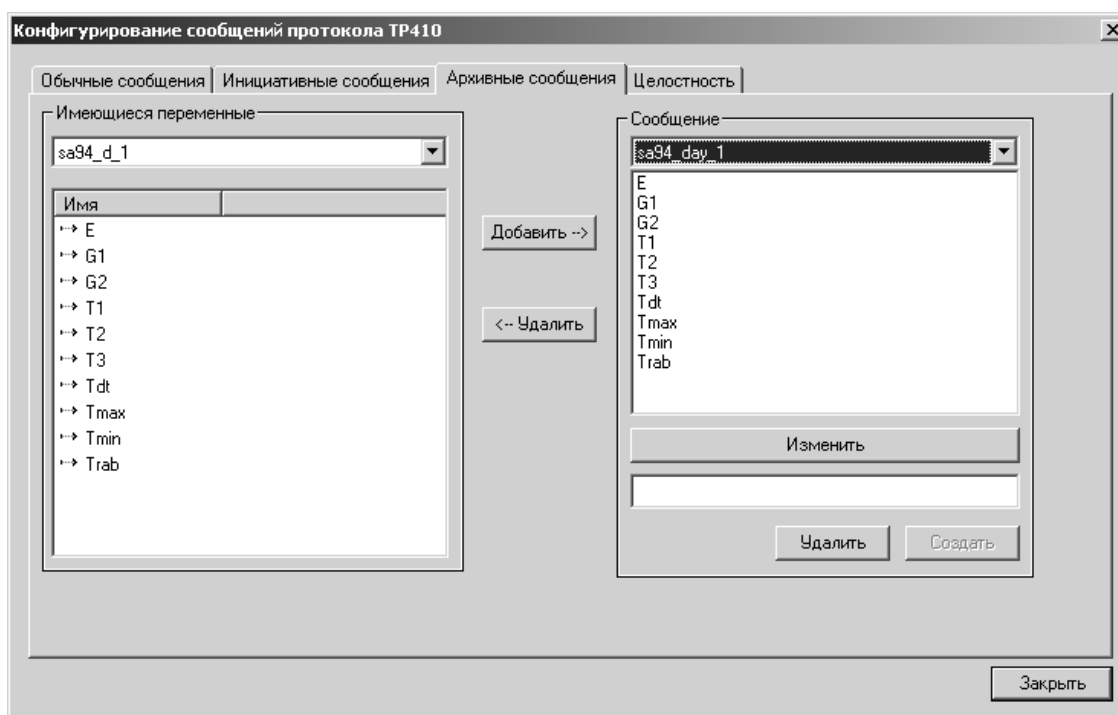 Конфигурирование сообщений протокола TP410
Обычные сообщения
Инициативные сообщения
Архивные сообщения
Целостность
Имеющиеся переменные
sa94_d_1
Имя
E
G1
G2
T1
T2
T3
Tdt
Tmax
Tmin
Trab
Добавить -->
<-- Удалить
Сообщение
sa94_day_1
E
G1
G2
T1
T2
T3
Tdt
Tmax
Tmin
Trab
Изменить
Удалить
Создать
Закрыть